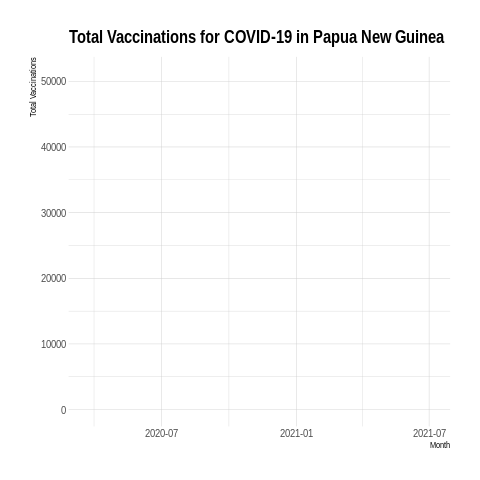 Total Vaccinations for COVID-19 in Papua New Guinea
Total Vaccinations
50000
40000
30000
20000
10000
0
2020-07 2021-01 2021-07
Month